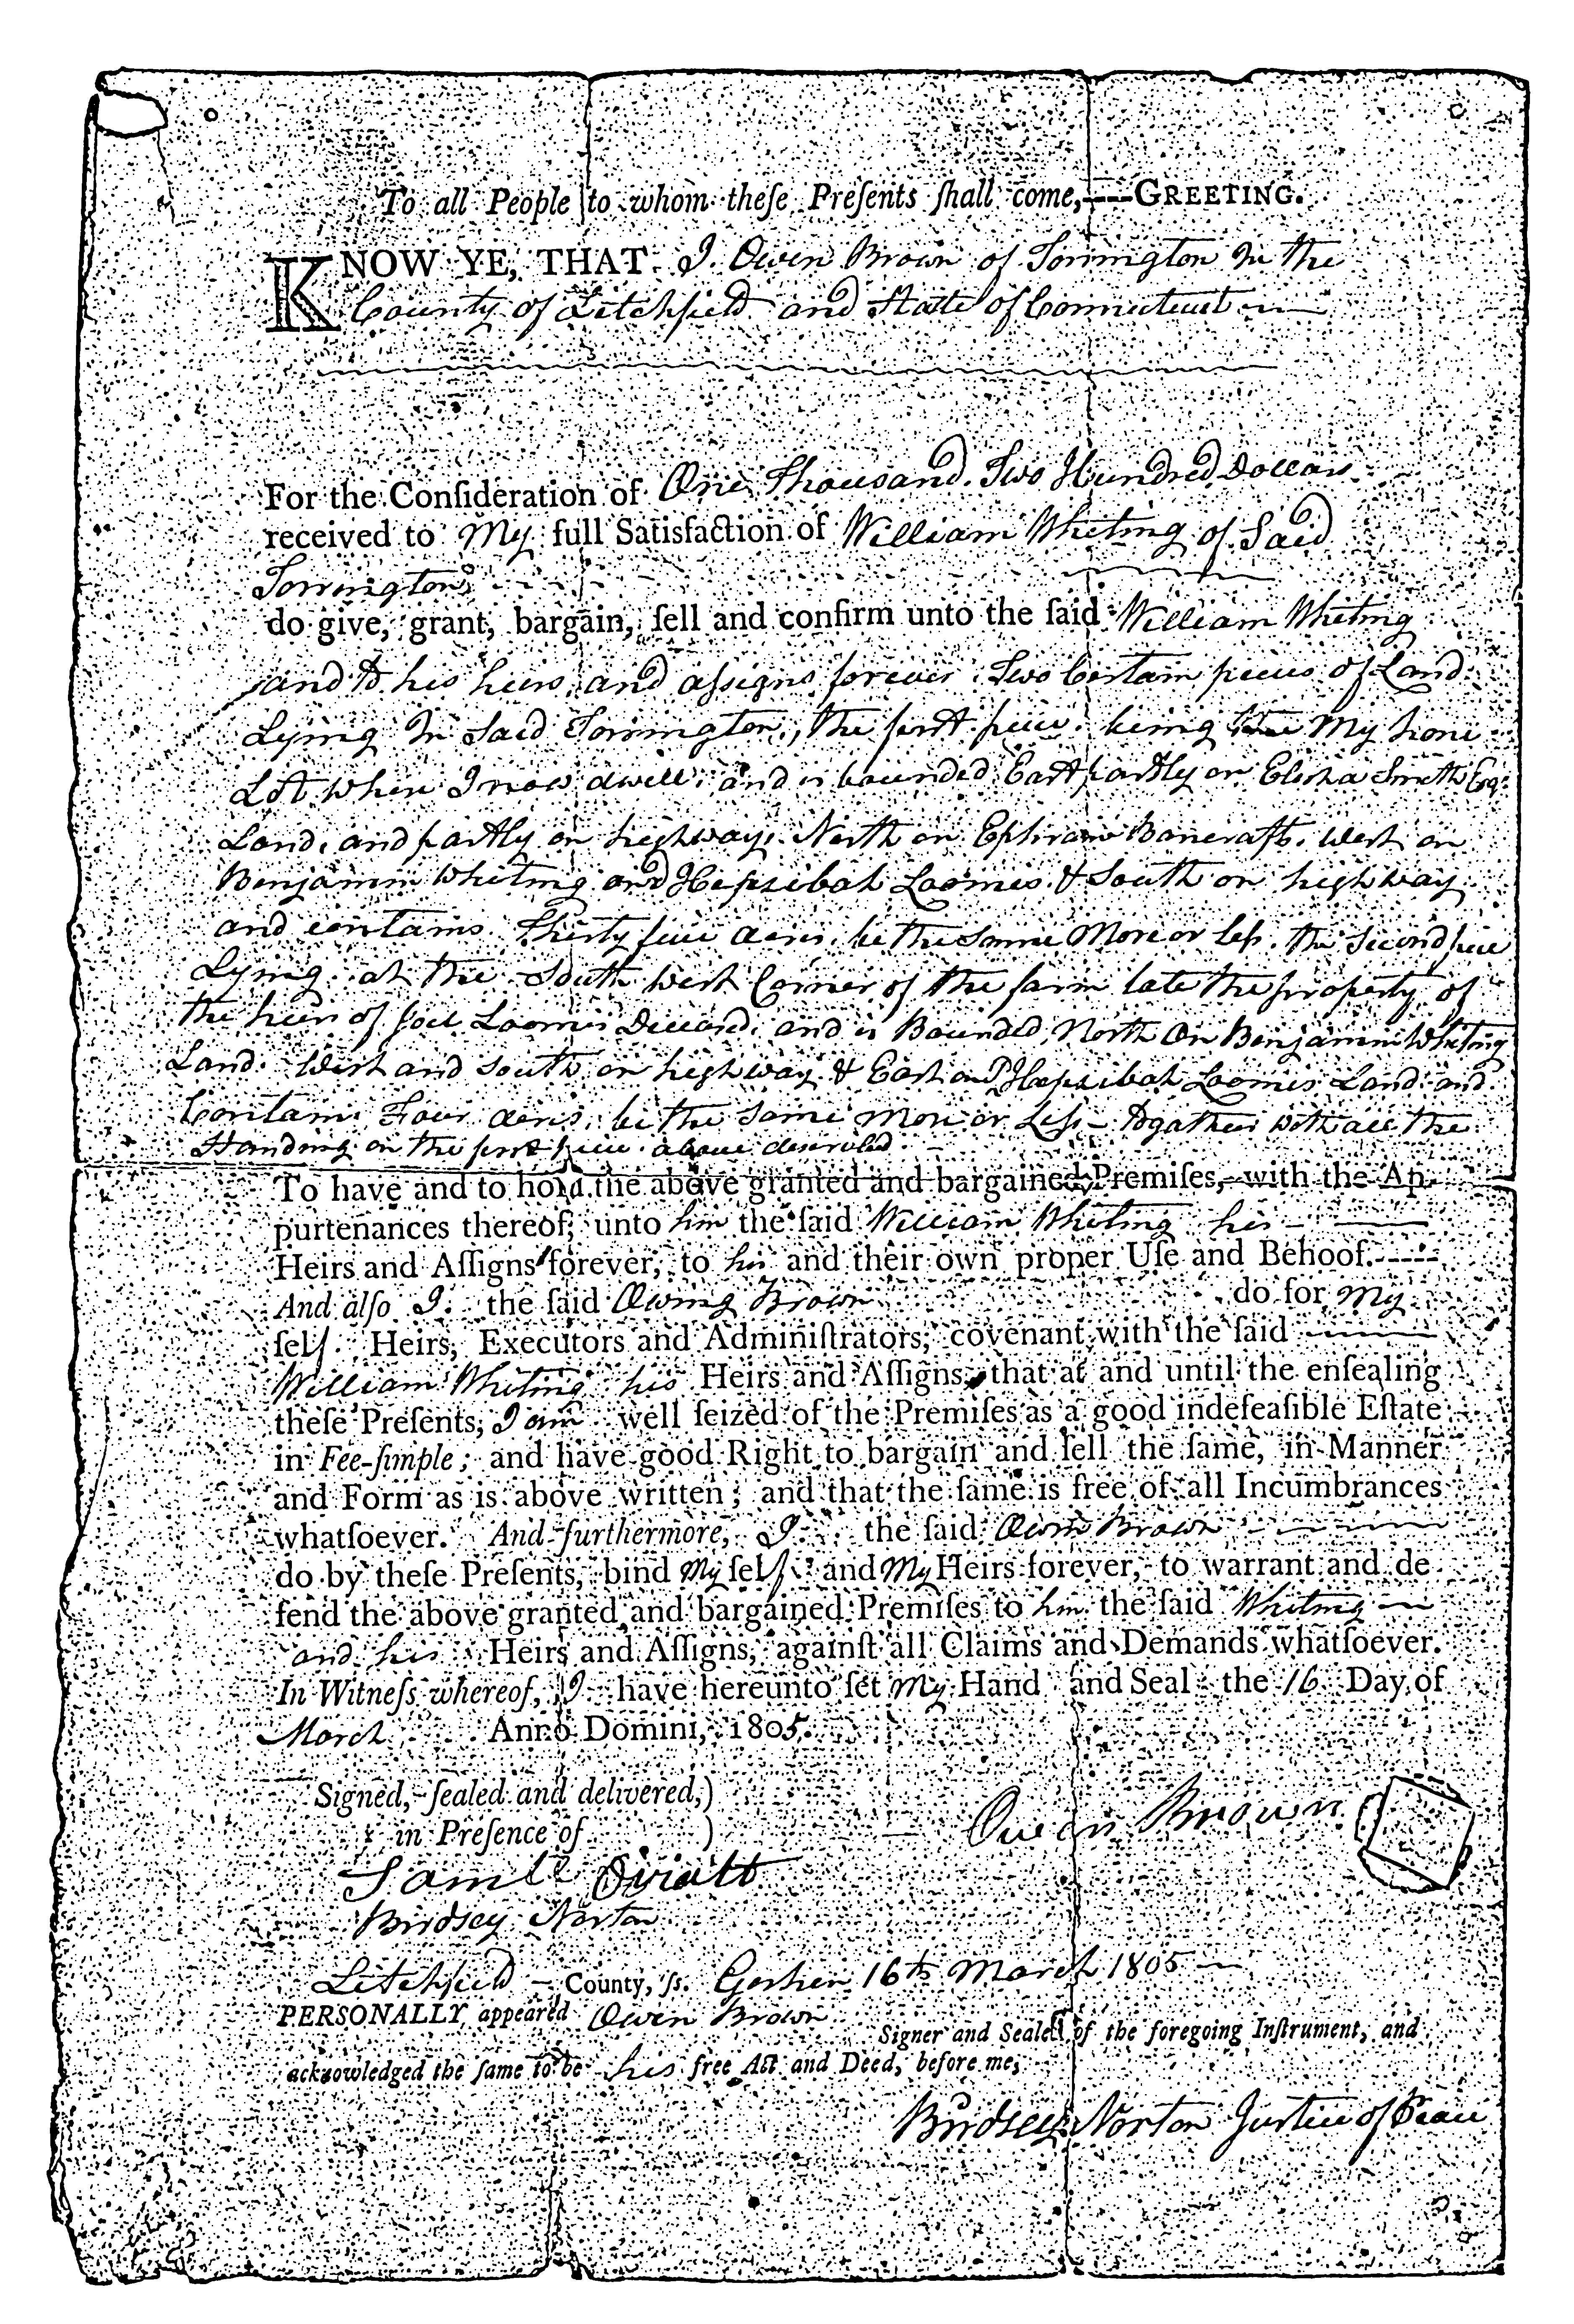 To all People to whom theſe Preſents ſhall come,----GREETING.
KNOW YE, THAT I. Owen Brown of Torrington In the
County of Litchfield and State of Connecticut
For the Conſideration of One Thousand Two Hundred Dollars
received to My full Satisfaction of William Whiting of Said
Torrington
do give, grant, bargain, ſell and confirm unto the ſaid William Whiting
and to his heirs, and aſsigns forever Two Certain pieces of Land
Lying In Said Torrington, the first piece being My home
Lot where I now dwell, and is bounded East partly on Elisha Smith Esqr
Land, and partly on highway, North on Ephraim Bancroft, West on
Benjamin Whiting and Hepzibah Loomis & South on highway
and contains Thirty five acres, be the Same More or leſs. the Second piece
Lying at the South West Corner of the farm late the property of
the heirs of Joel Loomis Deceased, and is Bounded, North On Benjamin Whiting
Land. West and South on highway & East on Hepzibah Loomis Land and
Contains Four acres, be the Same More or Leſs - Together with all the
Standing on the first piece above described
To have and to hold the above granted and bargained Premiſes, with the Ap-
purtenances thereof, unto him the ſaid William Whiting his
Heirs and Aſſigns forever, to his and their own proper Uſe and Behoof.-----
And alſo I. the ſaid Owing Brown do for My
ſelf Heirs, Executors and Adminiſtrators, covenant with the ſaid
William Whiting his Heirs and Aſſigns, that at and until the enſealing
theſe Preſents, I am well ſeized of the Premiſes as a good indefeaſible Eſtate
in Fee-ſimple; and have good Right to bargain and ſell the ſame, in Manner
and Form as is above written; and that the ſame is free of all Incumbrances
whatſoever. And furthermore, I the ſaid Owin Brown
do by theſe Preſents, bind My ſelf and My Heirs forever, to warrant and de
fend the above granted and bargained Premiſes to him the ſaid Whiting
and his Heirs and Aſſigns, againſt all Claims and Demands whatſoever.
In Witneſs whereof, I have hereunto ſet My Hand and Seal the 16 Day of
March Anno Domini, 1805.
Signed, ſealed and delivered,)
in Preſence of )
Owen Brown
Samll Oviatt
Birdsey Norton
Litchfield County, ſs. Goshen 16th March 1805
PERSONALLY appeared Owen Brown Signer and Sealer of the foregoing Inſtrument, and
acknowledged the ſame to be his free Act and Deed, before me,
Birdsey Norton Justice of Peace